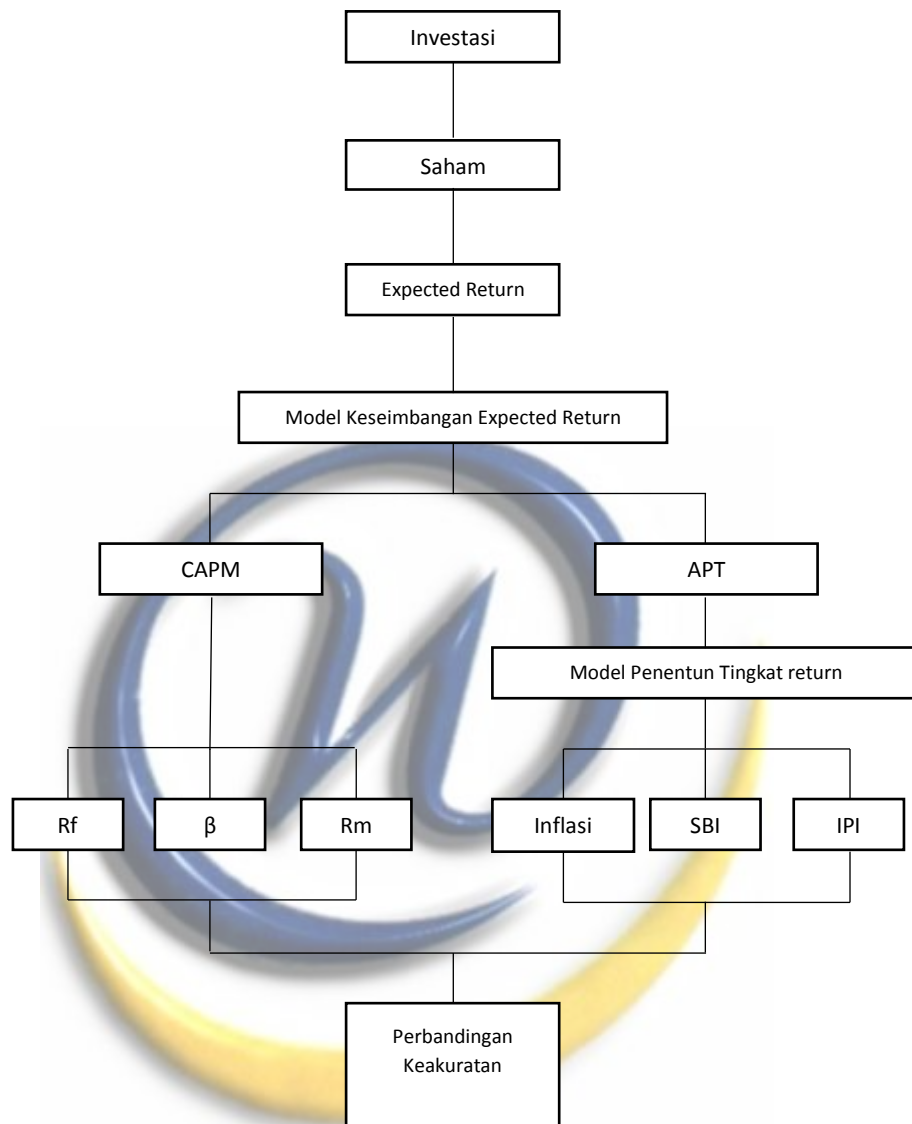 Investasi
Saham
Expected Return
Model Keseimbangan Expected Return
CAPM
APT
Model Penentun Tingkat return
Rf
β
Rm
Inflasi
SBI
IPI
Perbandingan
Keakuratan